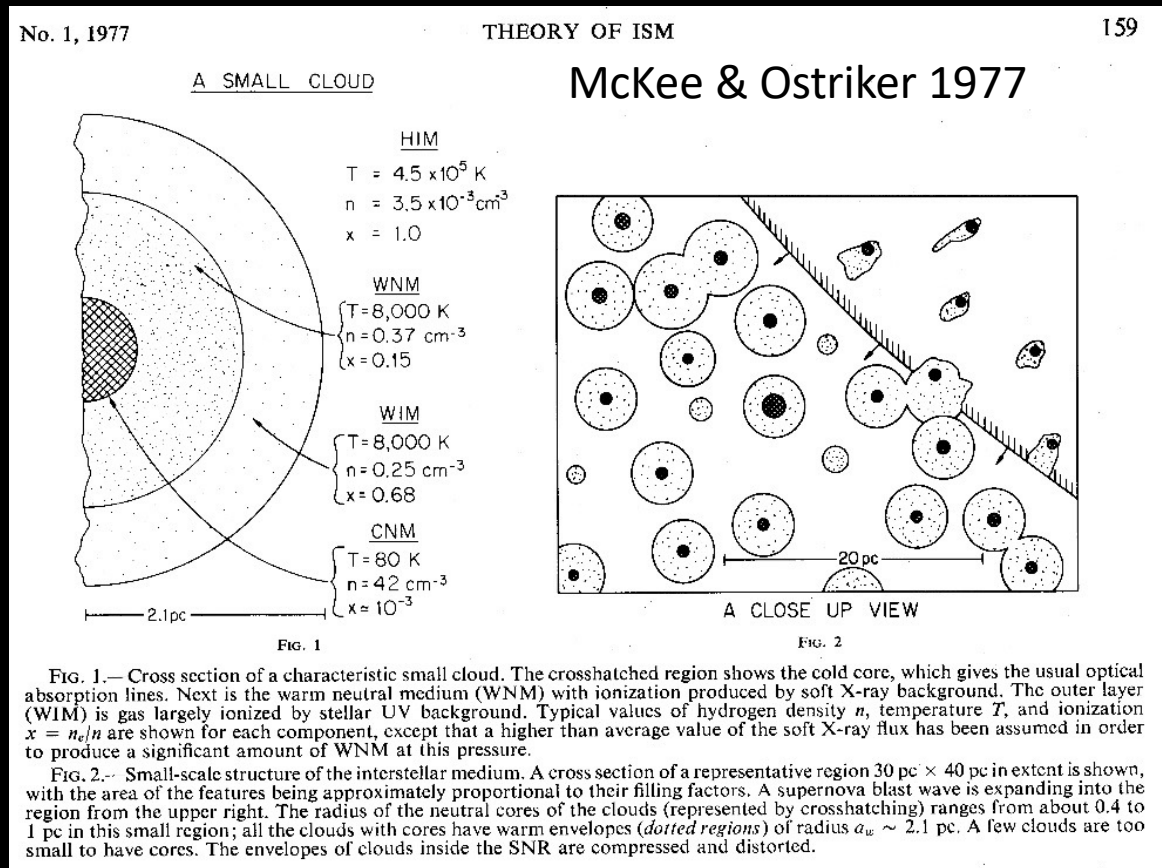 No. 1, 1977
THEORY OF ISM
159
A SMALL CLOUD
McKee & Ostriker 1977
HIM
T = 4.5 x10⁵ K
n = 3.5 x10⁻³cm⁻³
x = 1.0
WNM
T=8,000 K
n=0.37 cm⁻³
x=0.15
WIM
T=8,000 K
n=0.25 cm⁻³
x=0.68
CNM
T=80 K
n=42 cm⁻³
x≃10⁻³
2.1pc
FIG. 1
20 pc
A CLOSE UP VIEW
FIG. 2
FIG. 1.— Cross section of a characteristic small cloud. The crosshatched region shows the cold core, which gives the usual optical
absorption lines. Next is the warm neutral medium (WNM) with ionization produced by soft X-ray background. The outer layer
(WIM) is gas largely ionized by stellar UV background. Typical values of hydrogen density n, temperature T, and ionization
x = nₑ/n are shown for each component, except that a higher than average value of the soft X-ray flux has been assumed in order
to produce a significant amount of WNM at this pressure.
FIG. 2.-- Small-scale structure of the interstellar medium. A cross section of a representative region 30 pc × 40 pc in extent is shown,
with the area of the features being approximately proportional to their filling factors. A supernova blast wave is expanding into the
region from the upper right. The radius of the neutral cores of the clouds (represented by crosshatching) ranges from about 0.4 to
1 pc in this small region; all the clouds with cores have warm envelopes (dotted regions) of radius a_w ~ 2.1 pc. A few clouds are too
small to have cores. The envelopes of clouds inside the SNR are compressed and distorted.